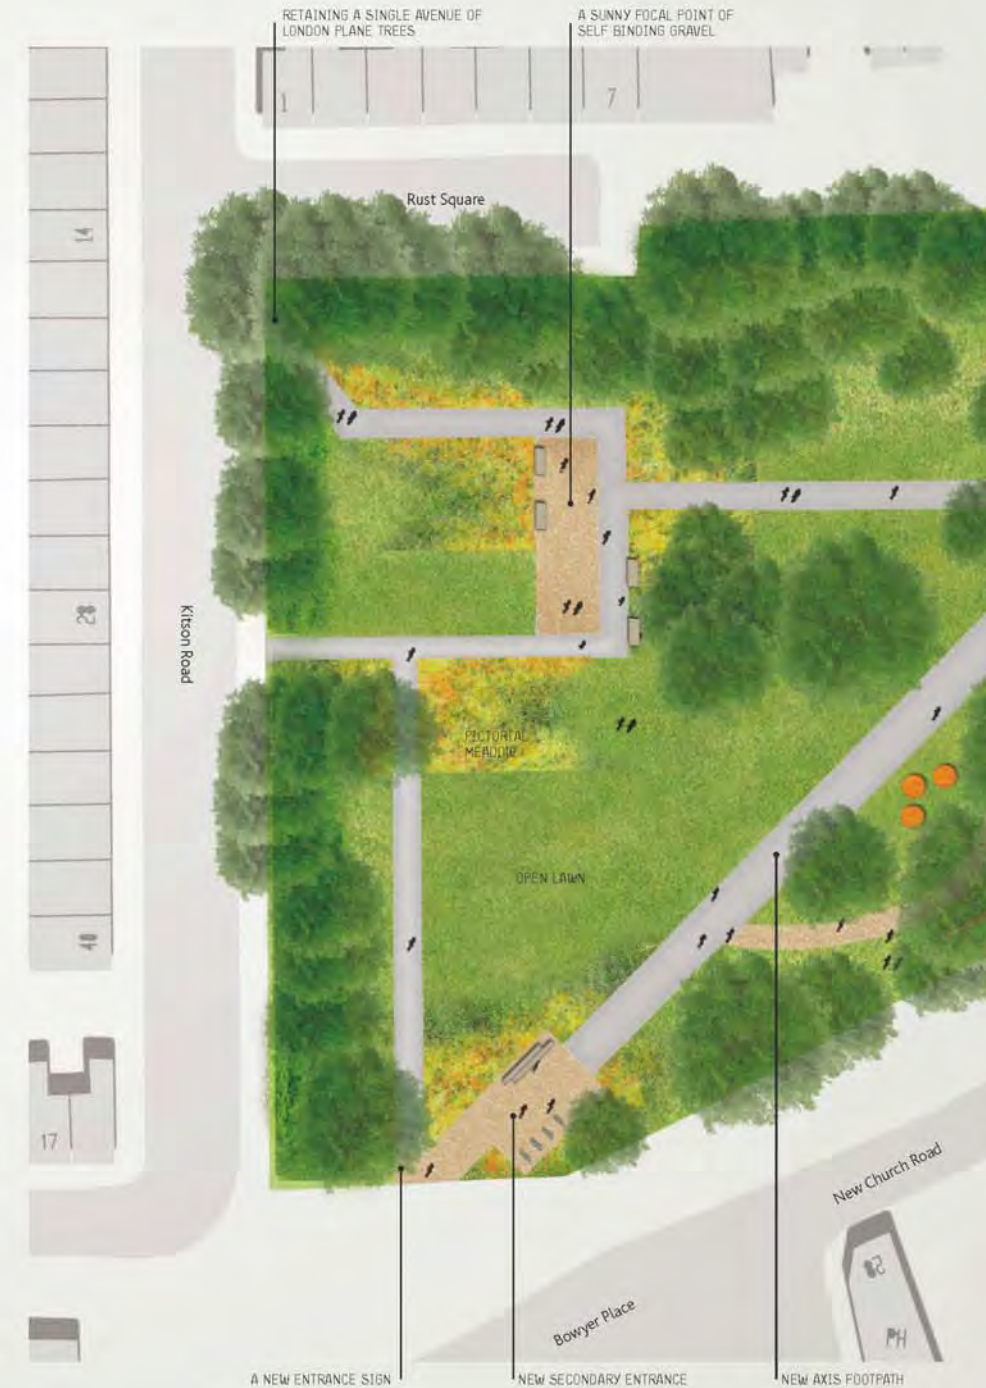 RETAINING A SINGLE AVENUE OF
LONDON PLANE TREES
A SUNNY FOCAL POINT OF
SELF BINDING GRAVEL
1
7
Rust Square
14
28
Kitson Road
PICTORIAL
MEADOW
OPEN LAWN
40
17
New Church Road
58
PH
Bowyer Place
A NEW ENTRANCE SIGN
NEW SECONDARY ENTRANCE
NEW AXIS FOOTPATH